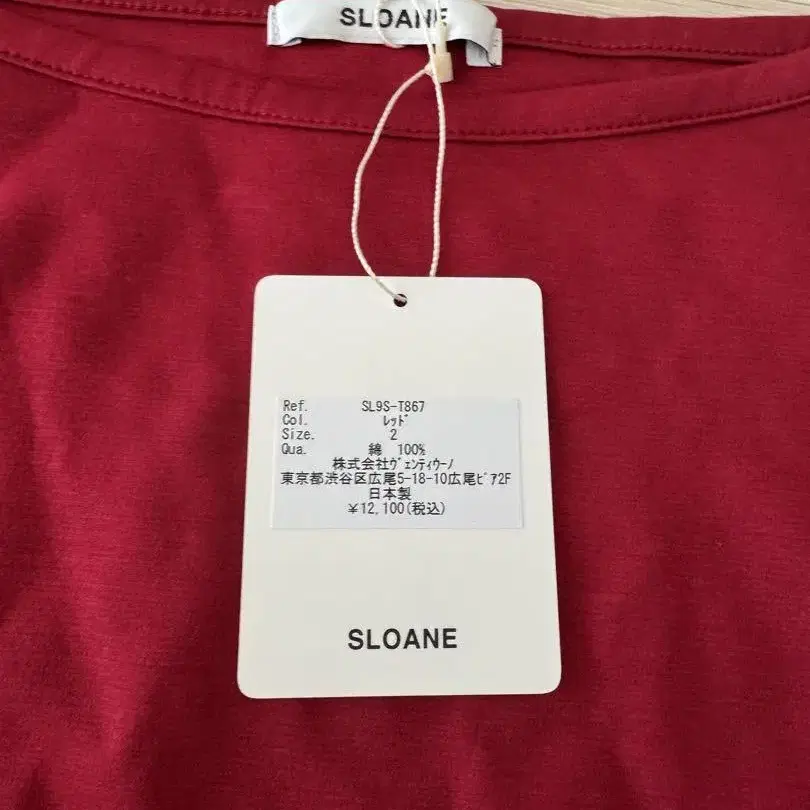 SLOANE
Ref. SL9S-T867
Col. レッド
Size. 2
Qua. 綿 100%
株式会社ヴェンティウーノ
東京都渋谷区広尾5-18-10広尾ビア2F
日本製
¥12,100(税込)
SLOANE